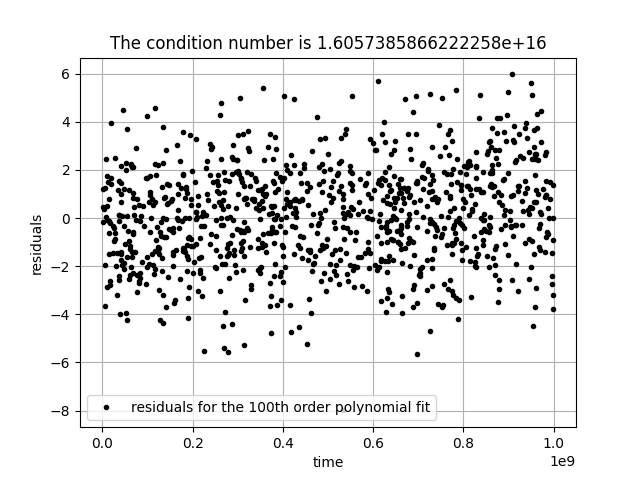 The condition number is 1.6057385866222258e+16
6
4
2
0
−2
−4
−6
−8
residuals
residuals for the 100th order polynomial fit
0.0 0.2 0.4 0.6 0.8 1.0
time 1e9